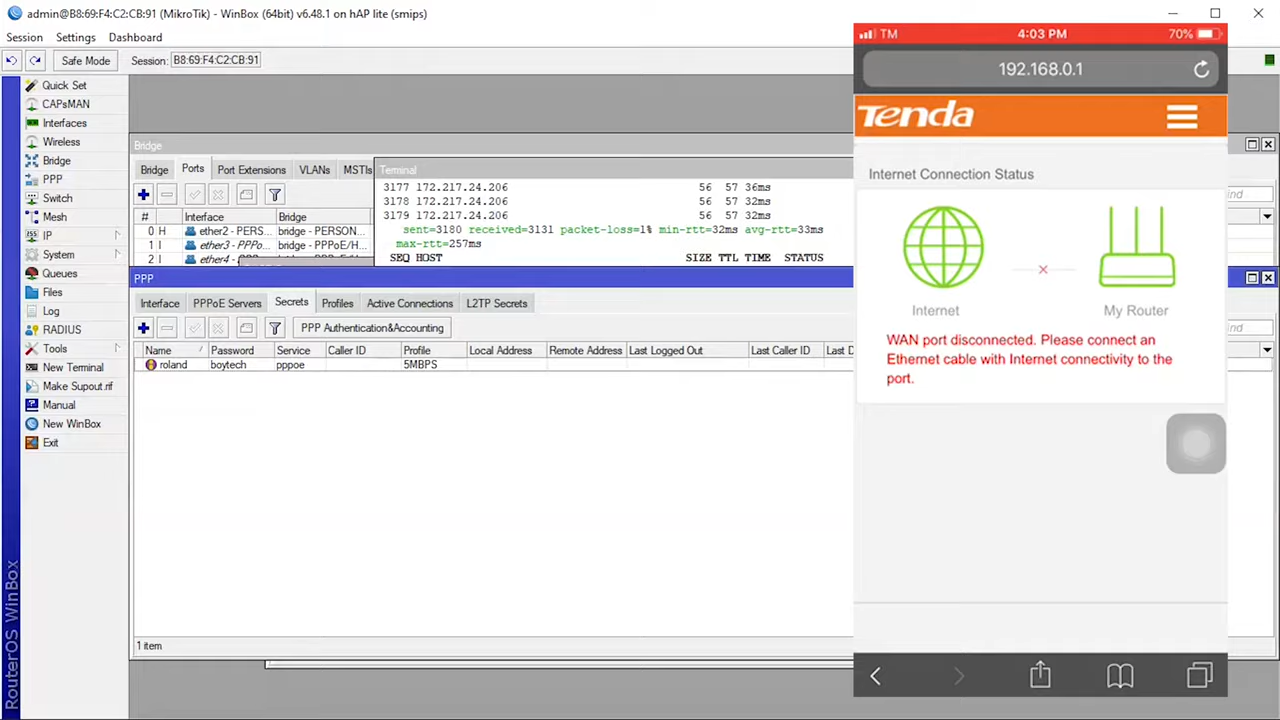 admin@B8:69:F4:C2:CB:91 (MikroTik) - WinBox (64bit) v6.48.1 on hAP lite (smips)
Session Settings Dashboard
Safe Mode Session: B8:69:F4:C2:CB:91
Quick Set
CAPsMAN
Interfaces
Wireless
Bridge
PPP
Switch
Mesh
IP
System
Queues
Files
Log
RADIUS
Tools
New Terminal
Make Supout.rif
Manual
New WinBox
Exit
RouterOS WinBox
Bridge
Bridge Ports Port Extensions VLANs MSTIs
# Interface Bridge
0 H ether2 - PERS... bridge - PERSON...
1 I ether3 - PPPo... bridge - PPPoE/H...
2 I ether4 -
Terminal
3177 172.217.24.206 56 57 36ms
3178 172.217.24.206 56 57 32ms
3179 172.217.24.206 56 57 32ms
sent=3180 received=3131 packet-loss=1% min-rtt=32ms avg-rtt=33ms
max-rtt=257ms
SEQ HOST SIZE TTL TIME STATUS
PPP
Interface PPPoE Servers Secrets Profiles Active Connections L2TP Secrets
PPP Authentication&Accounting
Name / Password Service Caller ID Profile Local Address Remote Address Last Logged Out Last Caller ID Last D
roland boytech pppoe 5MBPS
1 item
TM 4:03 PM 70%
192.168.0.1
Tenda
Internet Connection Status
Internet My Router
WAN port disconnected. Please connect an
Ethernet cable with Internet connectivity to the
port.